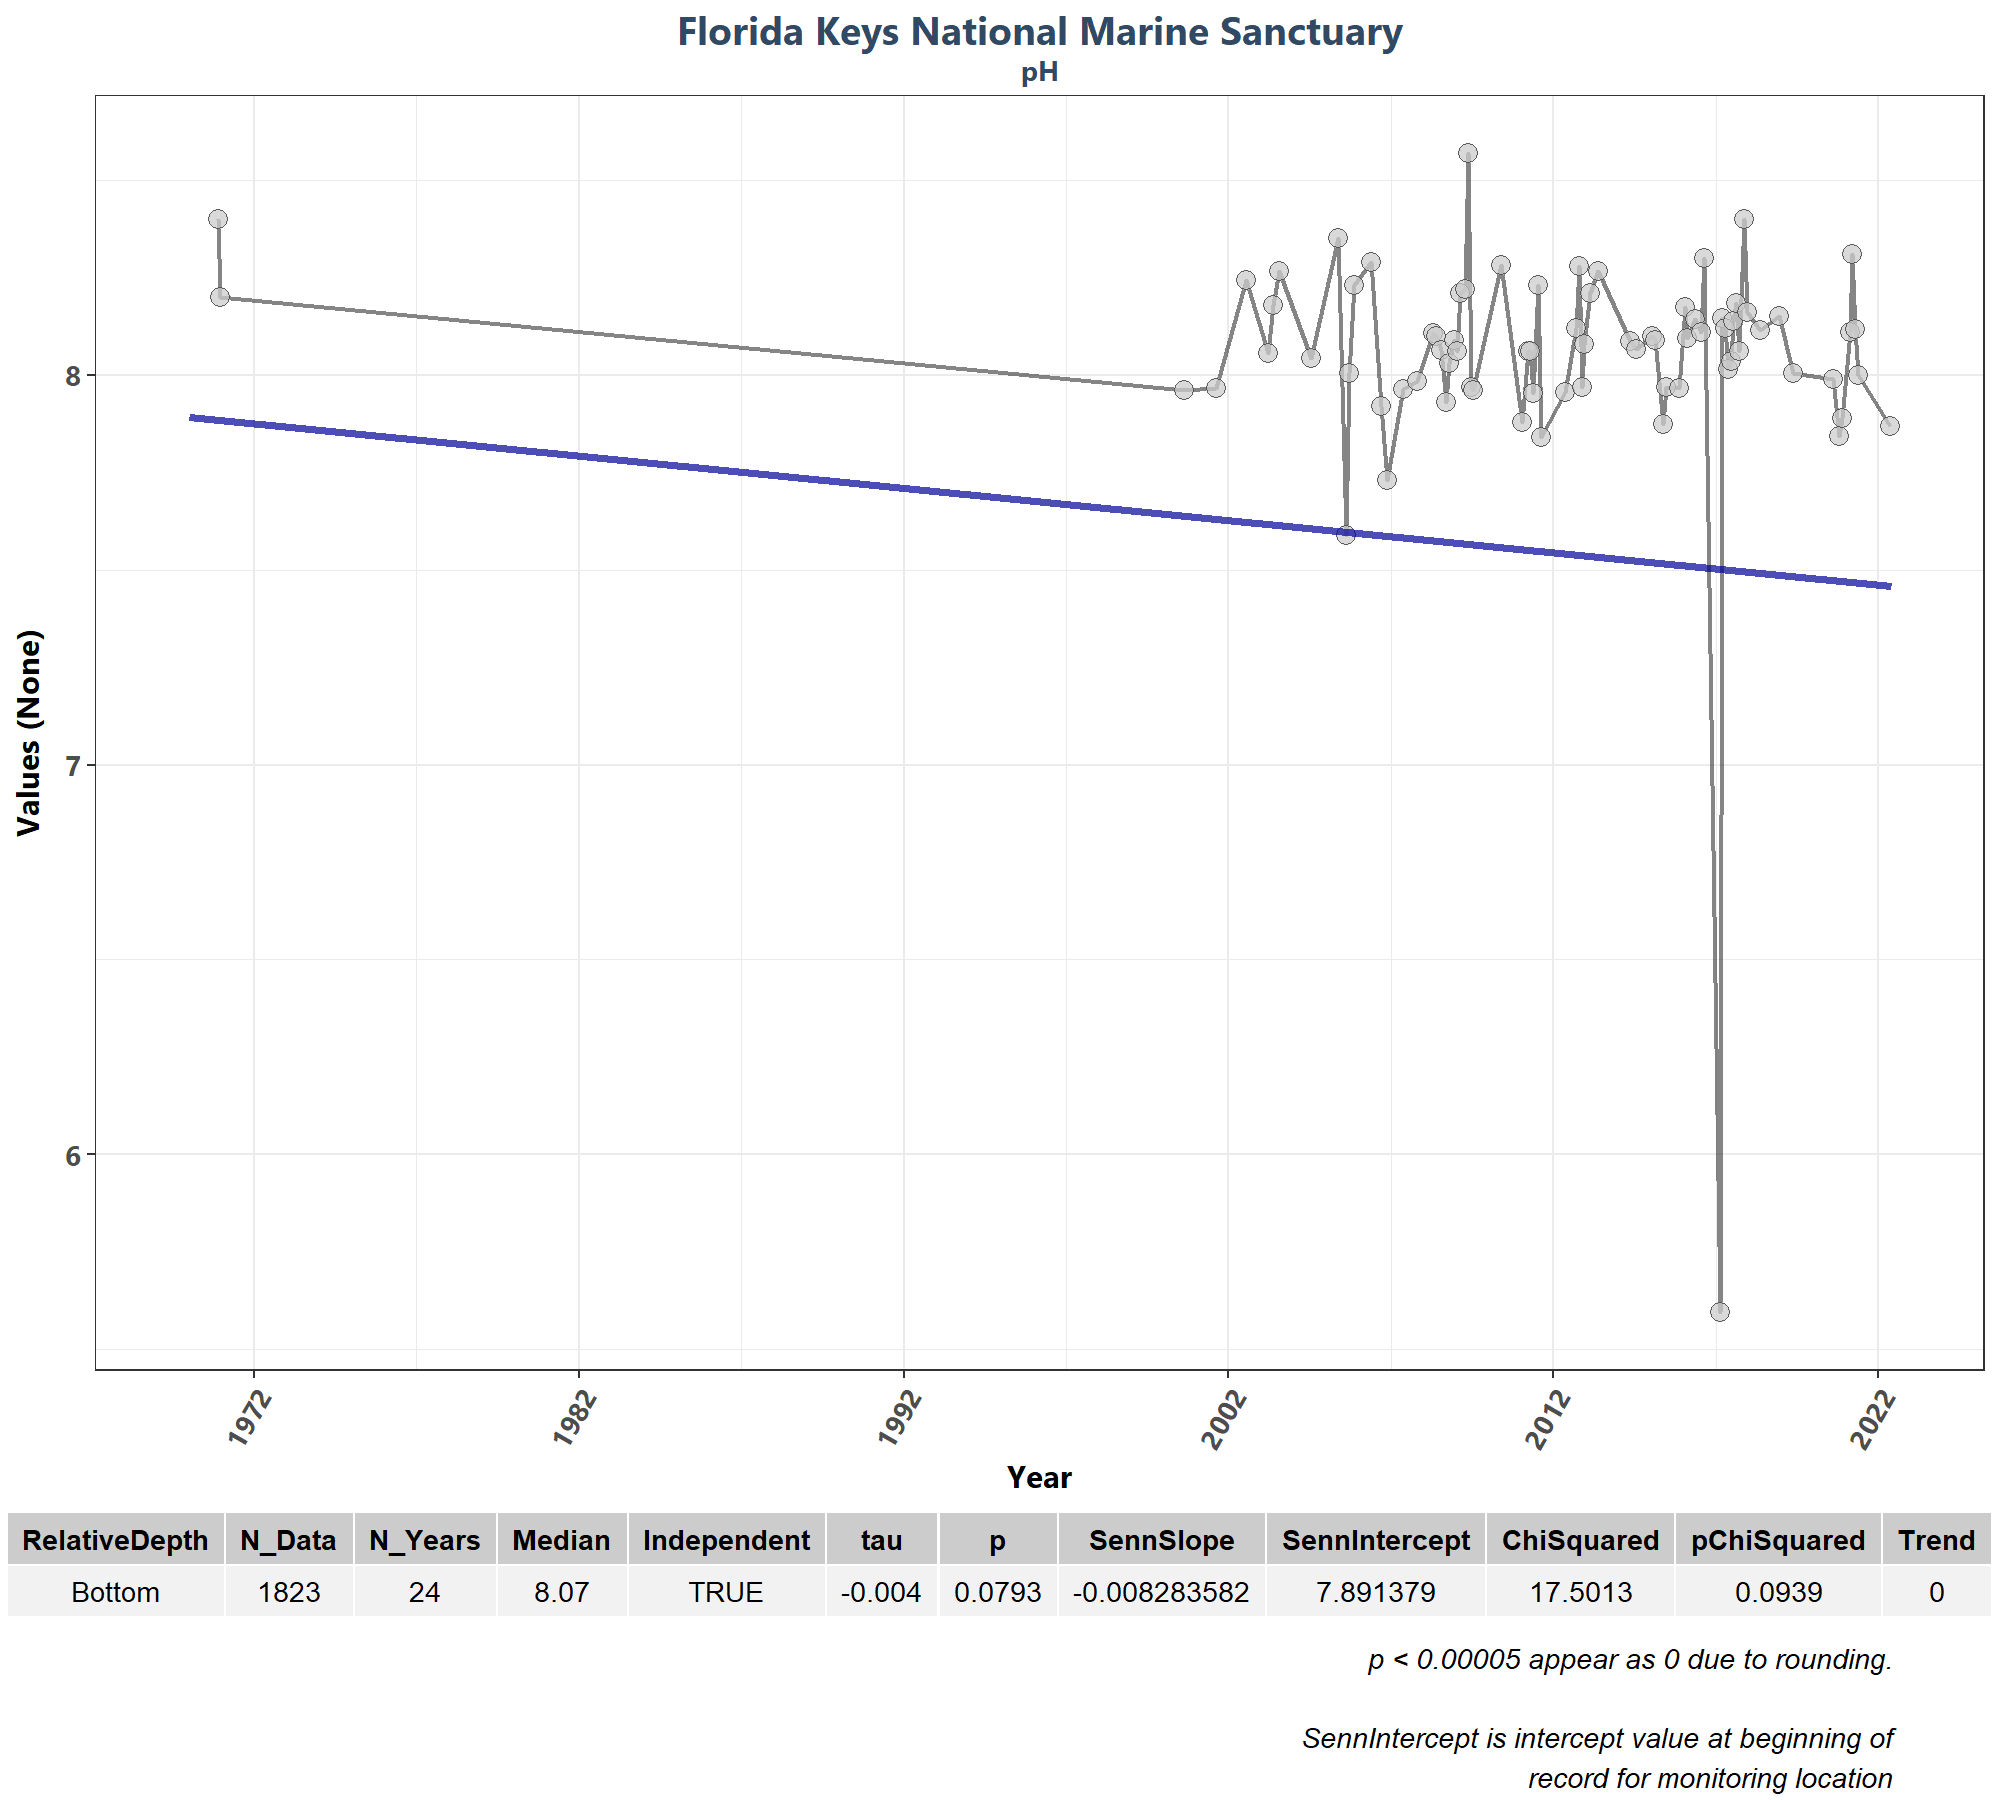 Florida Keys National Marine Sanctuary
pH
8
7
6
Values (None)
1972 1982 1992 2002 2012 2022
Year
RelativeDepth N_Data N_Years Median Independent tau p SennSlope SennIntercept ChiSquared pChiSquared Trend
Bottom 1823 24 8.07 TRUE -0.004 0.0793 -0.008283582 7.891379 17.5013 0.0939 0
p < 0.00005 appear as 0 due to rounding.
SennIntercept is intercept value at beginning of
record for monitoring location